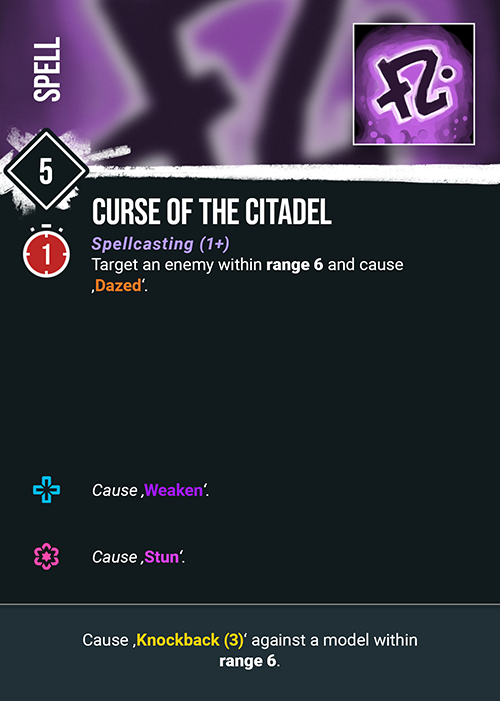 SPELL
5
CURSE OF THE CITADEL
1
Spellcasting (1+)
Target an enemy within range 6 and cause
‚Dazed‘.
Cause ‚Weaken‘.
Cause ‚Stun‘.
Cause ‚Knockback (3)‘ against a model within
range 6.